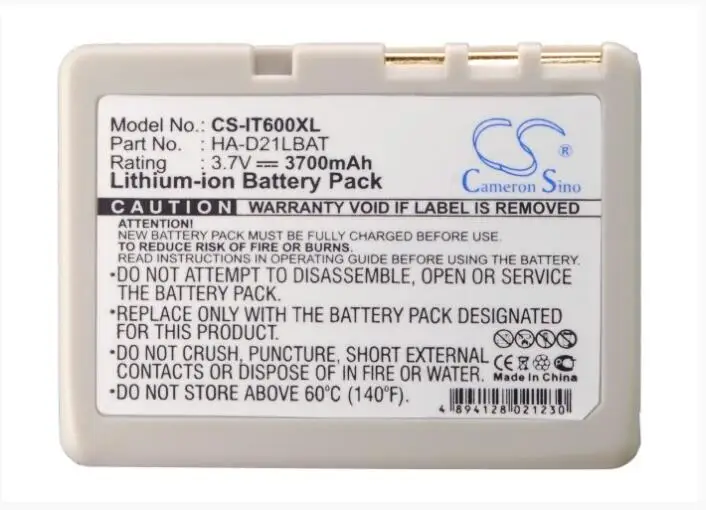 Model No.: CS-IT600XL
Part No. : HA-D21LBAT
Rating : 3.7V 3700mAh
Lithium-ion Battery Pack
CS ®
Cameron Sino
CAUTION WARRANTY VOID IF LABEL IS REMOVED
ATTENTION!
NEW BATTERY PACK MUST BE FULLY CHARGED BEFORE USE.
TO REDUCE RISK OF FIRE OR BURNS.
READ INSTRUCTIONS IN OPERATING GUIDE BEFORE USING THE BATTERY.
•DO NOT ATTEMPT TO DISASSEMBLE, OPEN OR SERVICE
THE BATTERY PACK.
•REPLACE ONLY WITH THE BATTERY PACK DESIGNATED
FOR THIS PRODUCT.
•DO NOT CRUSH, PUNCTURE, SHORT EXTERNAL
CONTACTS OR DISPOSE OF IN FIRE OR WATER.
•DO NOT STORE ABOVE 60°C (140°F).
CE
Made In China
4 894128 021230